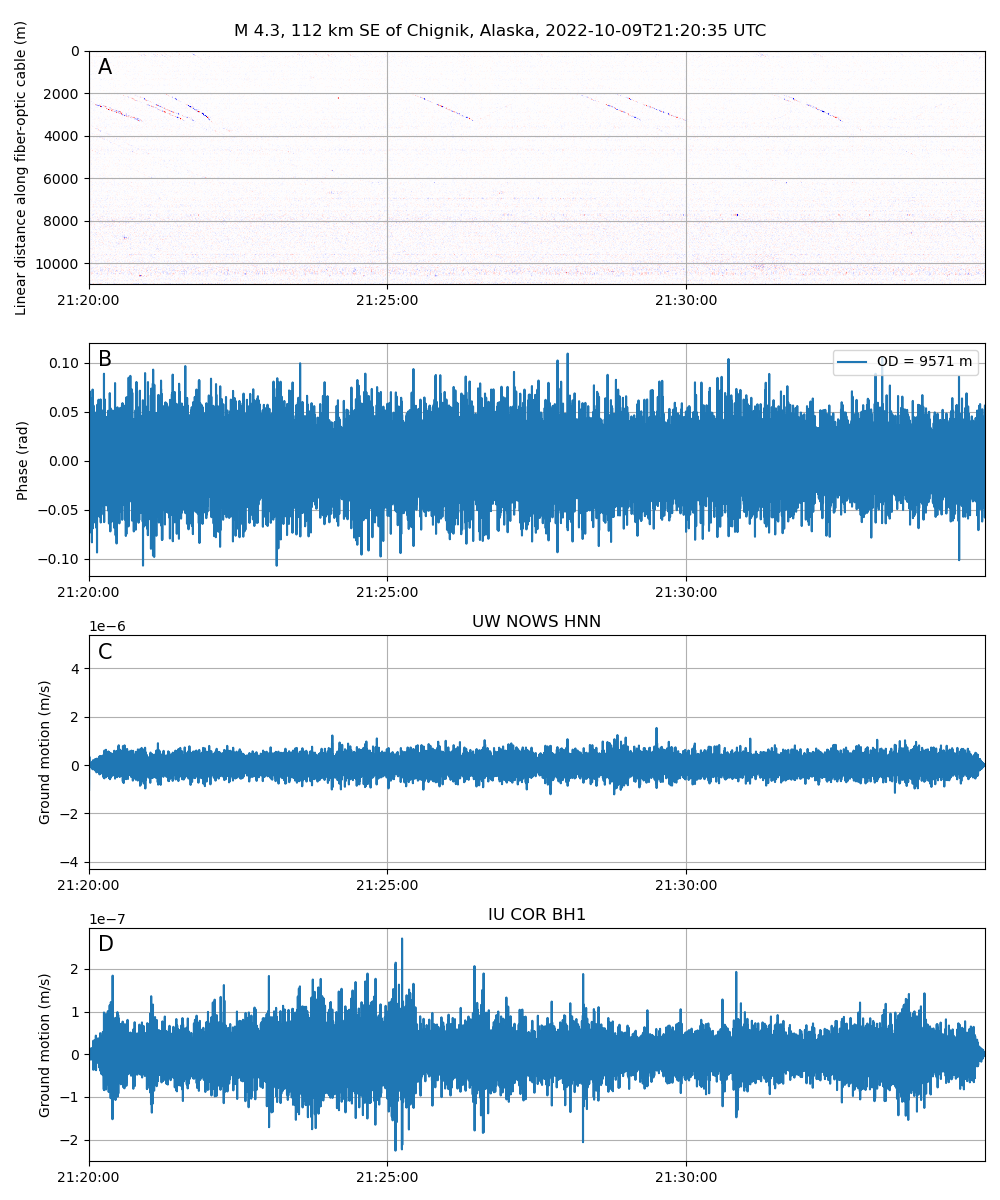 M 4.3, 112 km SE of Chignik, Alaska, 2022-10-09T21:20:35 UTC
A
Linear distance along fiber-optic cable (m)
0
2000
4000
6000
8000
10000
21:20:00
21:25:00
21:30:00
B
OD = 9571 m
Phase (rad)
0.10
0.05
0.00
−0.05
−0.10
21:20:00
21:25:00
21:30:00
UW NOWS HNN
1e−6
C
Ground motion (m/s)
4
2
0
−2
−4
21:20:00
21:25:00
21:30:00
IU COR BH1
1e−7
D
Ground motion (m/s)
2
1
0
−1
−2
21:20:00
21:25:00
21:30:00